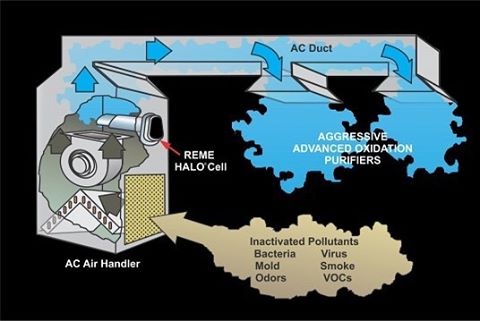 AC Duct
AGGRESSIVE
ADVANCED OXIDATION
PURIFIERS
REME
HALO® Cell
Inactivated Pollutants
Bacteria Virus
Mold Smoke
Odors VOCs
AC Air Handler